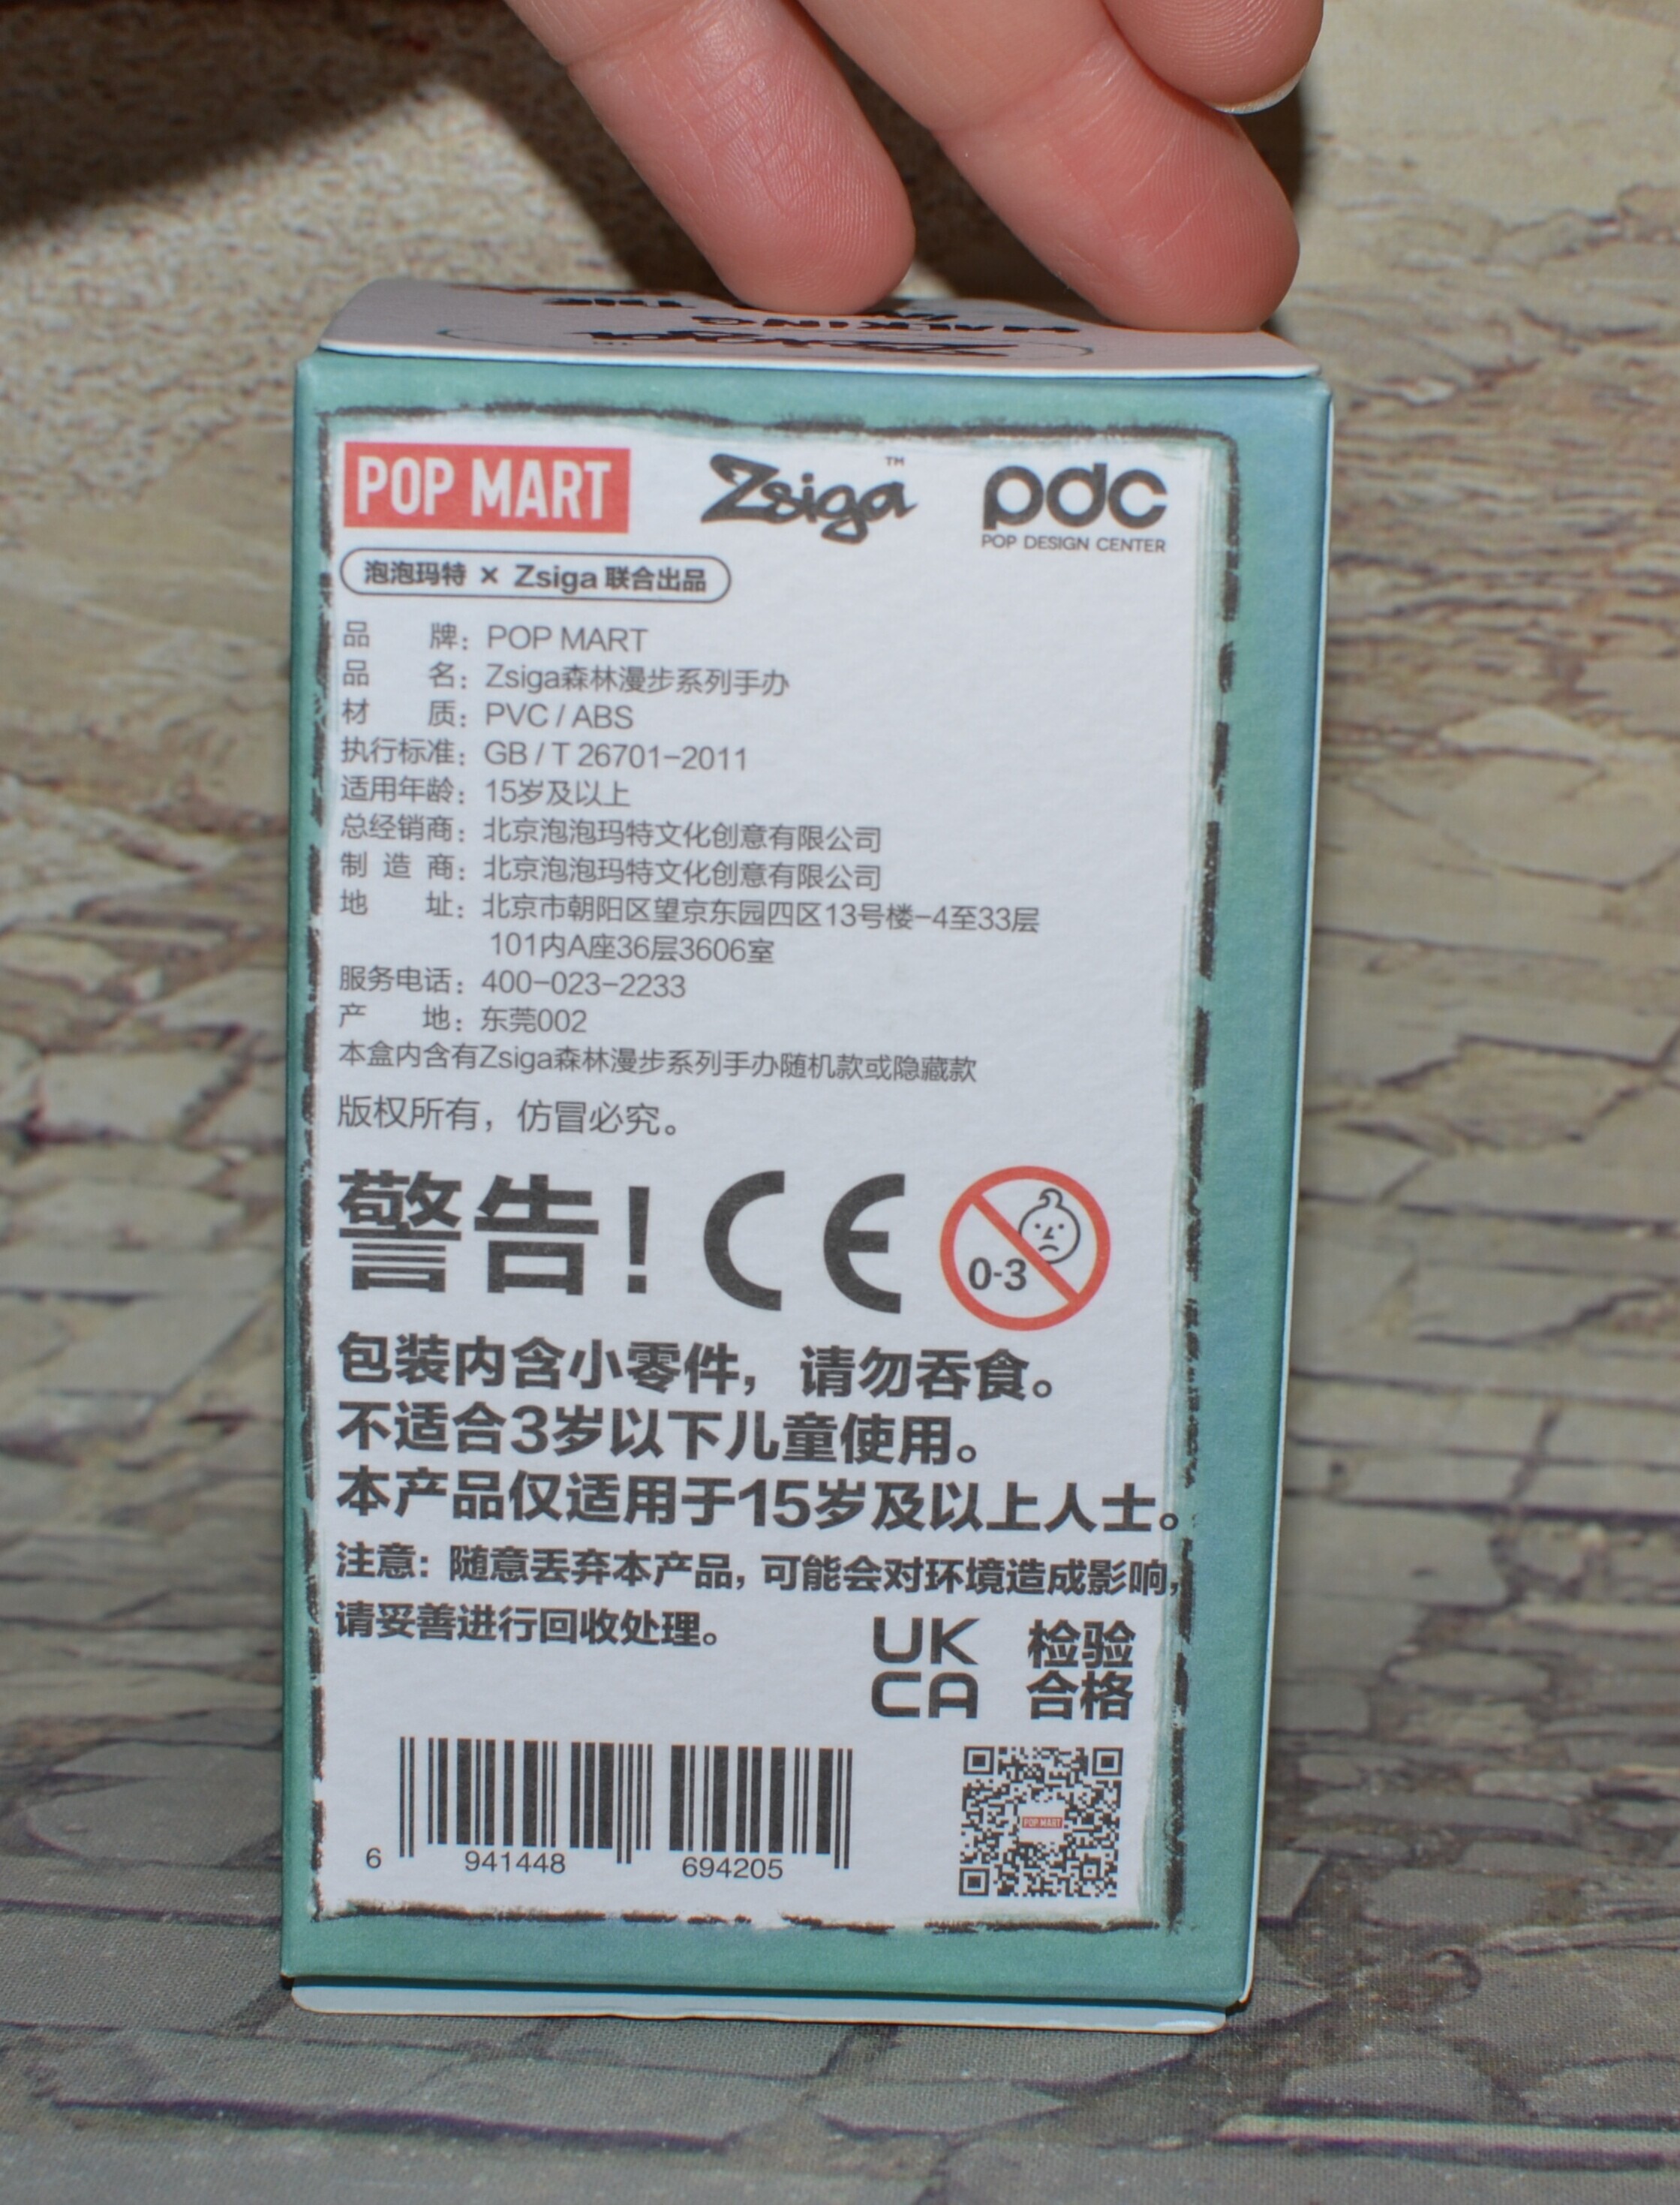 Zsiga
WALKING
THE
POP MART
Zsiga™
pdc
POP DESIGN CENTER
泡泡玛特 × Zsiga 联合出品
品 牌：POP MART
品 名：Zsiga森林漫步系列手办
材 质：PVC / ABS
执行标准：GB / T 26701-2011
适用年龄：15岁及以上
总经销商：北京泡泡玛特文化创意有限公司
制 造 商：北京泡泡玛特文化创意有限公司
地 址：北京市朝阳区望京东园四区13号楼-4至33层
101内A座36层3606室
服务电话：400-023-2233
产 地：东莞002
本盒内含有Zsiga森林漫步系列手办随机款或隐藏款
版权所有，仿冒必究。
警告！CE
0-3
包装内含小零件，请勿吞食。
不适合3岁以下儿童使用。
本产品仅适用于15岁及以上人士。
注意：随意丢弃本产品，可能会对环境造成影响，
请妥善进行回收处理。
UK
CA
检验
合格
6 941448 694205
POP MART